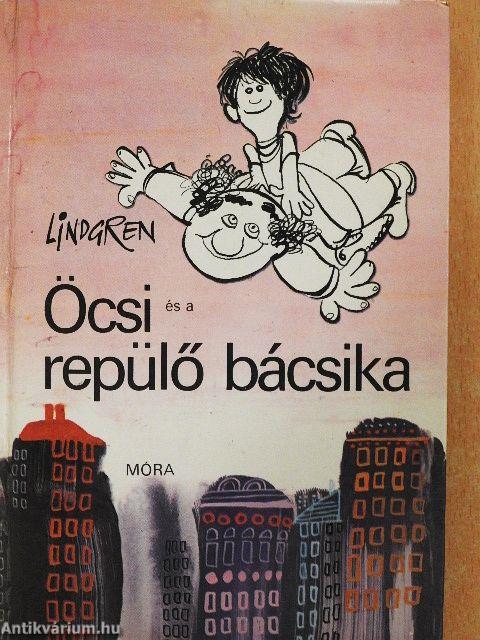 LINDGREN
Öcsi és a
repülő bácsika
MÓRA
Antikvárium.hu